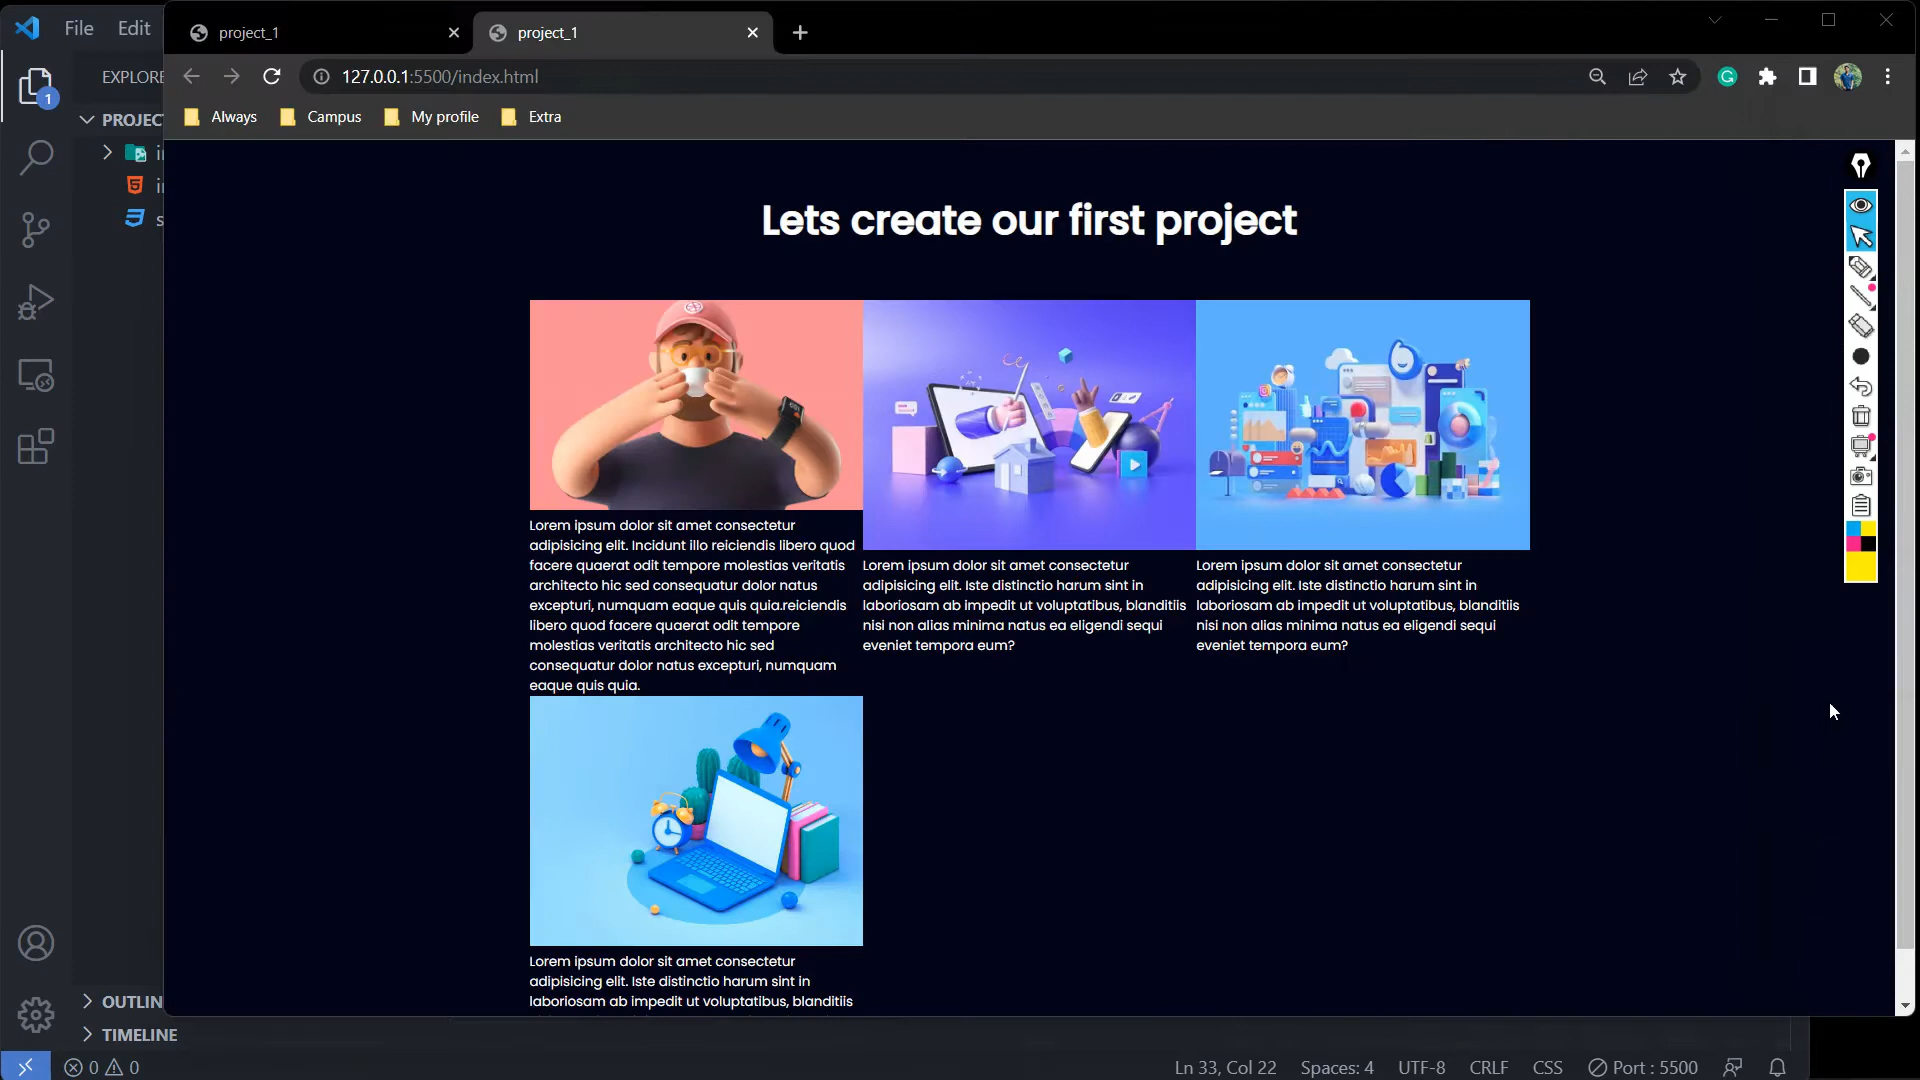 File Edit
project_1
project_1
EXPLORE
127.0.0.1:5500/index.html
1
Always
Campus
My profile
Extra
PROJEC
Lets create our first project
Lorem ipsum dolor sit amet consectetur
adipisicing elit. Incidunt illo reiciendis libero quod
facere quaerat odit tempore molestias veritatis
architecto hic sed consequatur dolor natus
excepturi, numquam eaque quis quia.reiciendis
libero quod facere quaerat odit tempore
molestias veritatis architecto hic sed
consequatur dolor natus excepturi, numquam
eaque quis quia.
Lorem ipsum dolor sit amet consectetur
adipisicing elit. Iste distinctio harum sint in
laboriosam ab impedit ut voluptatibus, blanditiis
nisi non alias minima natus ea eligendi sequi
eveniet tempora eum?
Lorem ipsum dolor sit amet consectetur
adipisicing elit. Iste distinctio harum sint in
laboriosam ab impedit ut voluptatibus, blanditiis
nisi non alias minima natus ea eligendi sequi
eveniet tempora eum?
Lorem ipsum dolor sit amet consectetur
adipisicing elit. Iste distinctio harum sint in
laboriosam ab impedit ut voluptatibus, blanditiis
OUTLIN
TIMELINE
0 0
Ln 33, Col 22
Spaces: 4
UTF-8
CRLF
CSS
Port : 5500